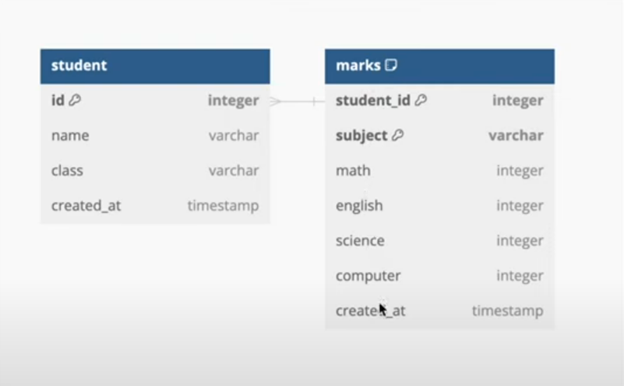 student
id integer
name varchar
class varchar
created_at timestamp
marks
student_id integer
subject varchar
math integer
english integer
science integer
computer integer
created_at timestamp